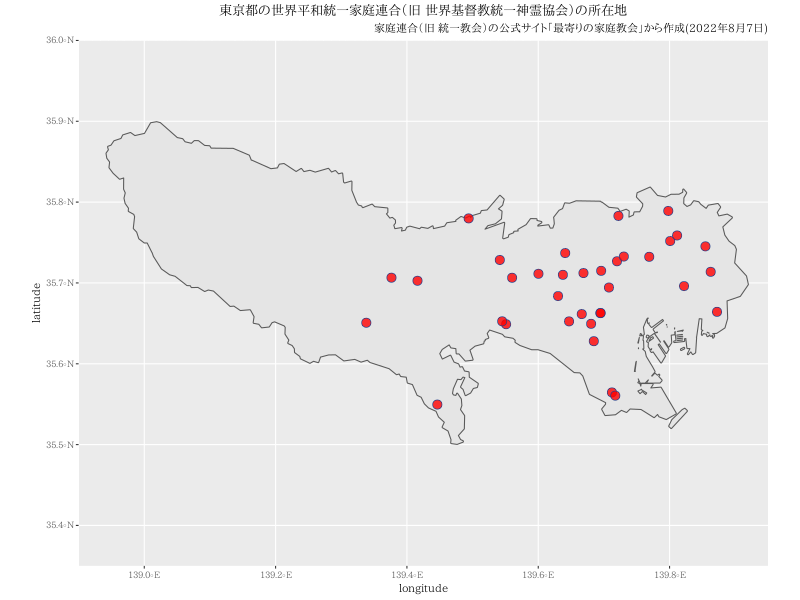 東京都の世界平和統一家庭連合（旧 世界基督教統一神霊協会）の所在地
家庭連合（旧 統一教会）の公式サイト「最寄りの家庭教会」から作成(2022年8月7日)
36.0°N
35.9°N
35.8°N
35.7°N
35.6°N
35.5°N
35.4°N
latitude
139.0°E 139.2°E 139.4°E 139.6°E 139.8°E
longitude